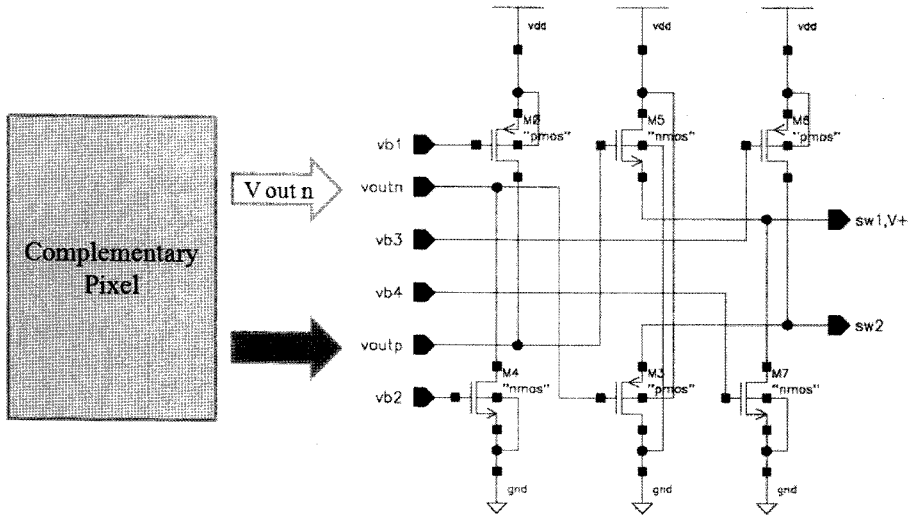 vdd
vdd
vdd
M0
"pmos"
M5
"nmos"
M6
"pmos"
vb1
voutn
V out n
sw1,V+
Complementary
Pixel
vb3
vb4
sw2
voutp
M4
"nmos"
M3
"pmos"
M7
"nmos"
vb2
gnd
gnd
gnd